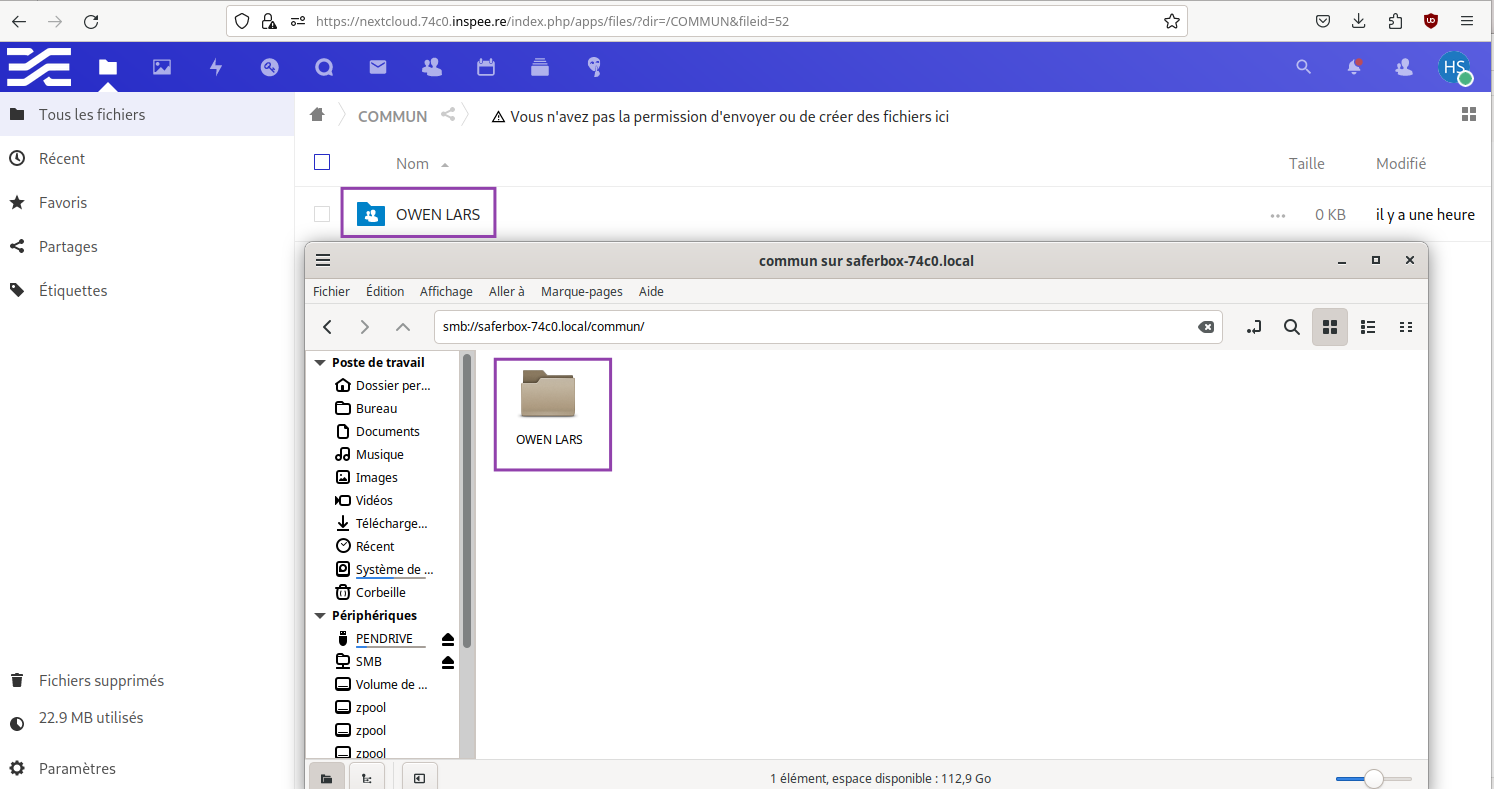 https://nextcloud.74c0.inspee.re/index.php/apps/files/?dir=/COMMUN&fileid=52
HS
Tous les fichiers
COMMUN
Vous n'avez pas la permission d'envoyer ou de créer des fichiers ici
Récent
Nom
Taille
Modifié
Favoris
OWEN LARS
0 KB
il y a une heure
Partages
Étiquettes
commun sur saferbox-74c0.local
Fichier Édition Affichage Aller à Marque-pages Aide
smb://saferbox-74c0.local/commun/
Poste de travail
Dossier per...
Bureau
Documents
Musique
Images
Vidéos
Télécharge...
Récent
Système de ...
Corbeille
Périphériques
PENDRIVE
SMB
Volume de ...
zpool
zpool
zpool
OWEN LARS
1 élément, espace disponible : 112,9 Go
Fichiers supprimés
22.9 MB utilisés
Paramètres